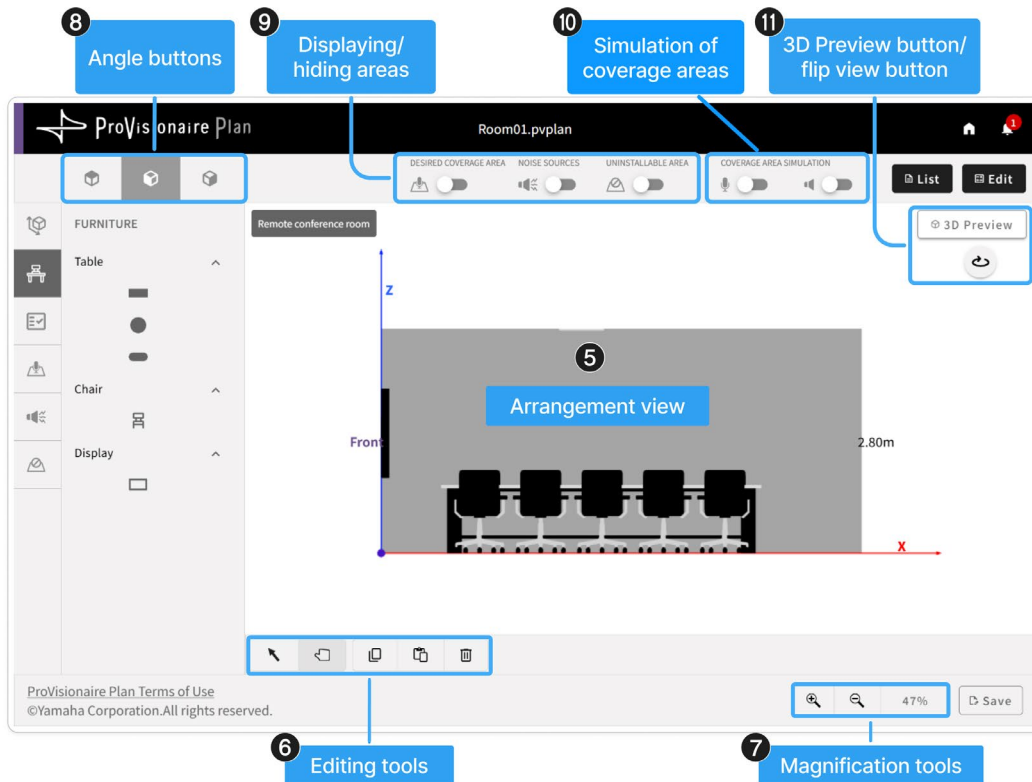 8
Angle buttons
9
Displaying/
hiding areas
10
Simulation of
coverage areas
11
3D Preview button/
flip view button
ProVisionaire Plan
Room01.pvplan
1
DESIRED COVERAGE AREA
NOISE SOURCES
UNINSTALLABLE AREA
COVERAGE AREA SIMULATION
List
Edit
FURNITURE
Remote conference room
3D Preview
Table
Z
5
Arrangement view
Chair
Front
2.80m
Display
X
ProVisionaire Plan Terms of Use
©Yamaha Corporation.All rights reserved.
47%
Save
6
Editing tools
7
Magnification tools